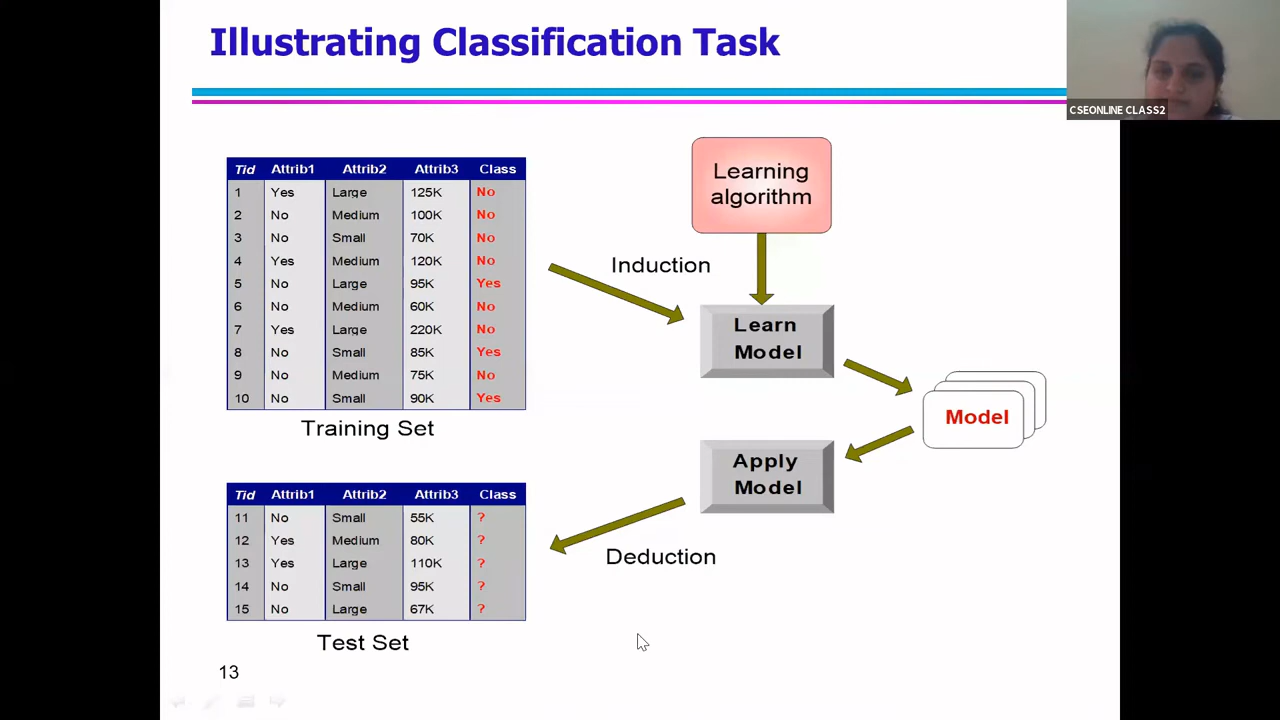 Illustrating Classification Task
CSEONLINE CLASS2
Tid Attrib1 Attrib2 Attrib3 Class
1 Yes Large 125K No
2 No Medium 100K No
3 No Small 70K No
4 Yes Medium 120K No
5 No Large 95K Yes
6 No Medium 60K No
7 Yes Large 220K No
8 No Small 85K Yes
9 No Medium 75K No
10 No Small 90K Yes
Training Set
Learning
algorithm
Induction
Learn
Model
Model
Apply
Model
Deduction
Tid Attrib1 Attrib2 Attrib3 Class
11 No Small 55K ?
12 Yes Medium 80K ?
13 Yes Large 110K ?
14 No Small 95K ?
15 No Large 67K ?
Test Set
13